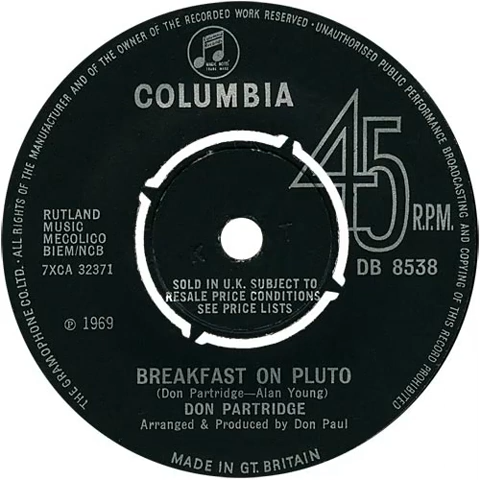 THE GRAMOPHONE CO. LTD. · ALL RIGHTS OF THE MANUFACTURER AND OF THE OWNER OF THE RECORDED WORK RESERVED · UNAUTHORISED PUBLIC PERFORMANCE BROADCASTING AND COPYING OF THIS RECORD PROHIBITED
COLUMBIA
45
R.P.M.
RUTLAND
MUSIC
MECOLICO
BIEM/NCB
7XCA 32371
DB 8538
SOLD IN U.K. SUBJECT TO
RESALE PRICE CONDITIONS
SEE PRICE LISTS
℗ 1969
BREAKFAST ON PLUTO
(Don Partridge—Alan Young)
DON PARTRIDGE
Arranged & Produced by Don Paul
MADE IN GT. BRITAIN